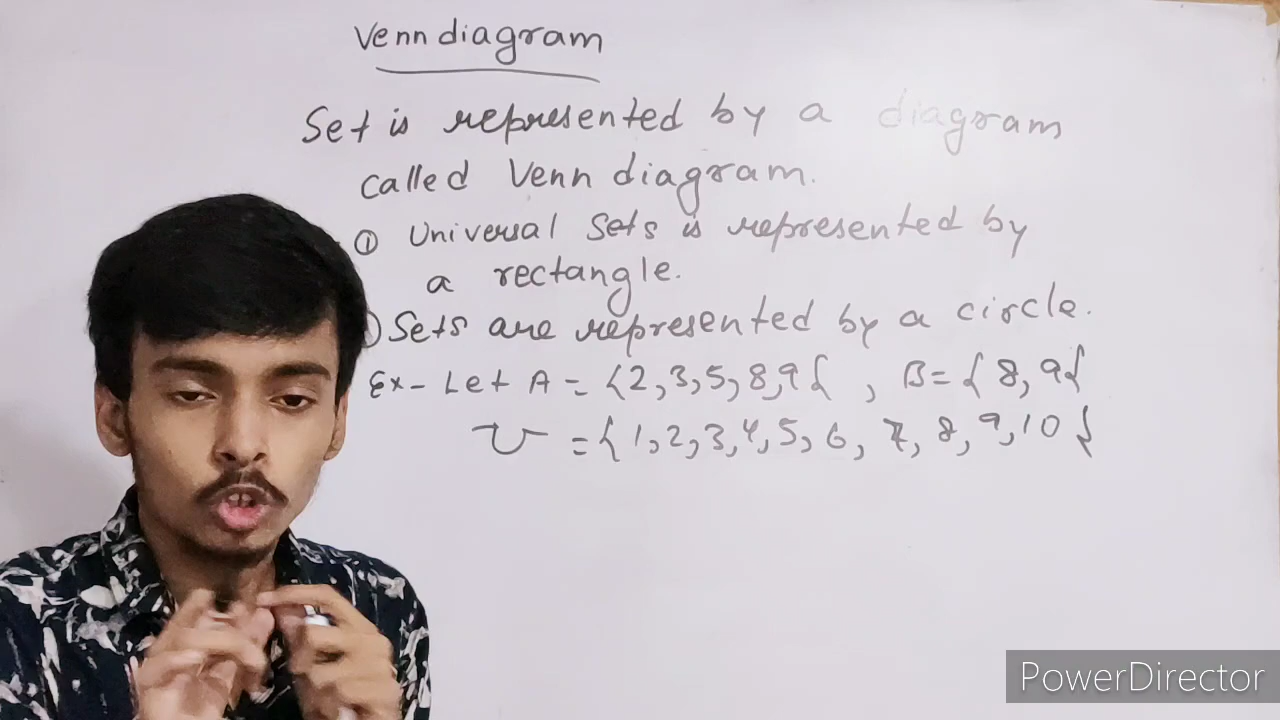 Venn diagram
Set is represented by a diagram
called Venn diagram.
① Universal Sets is represented by
a rectangle.
) Sets are represented by a circle.
Ex- Let A = {2,3,5,8,9{ , B={ 8,9{
U = { 1,2,3,4,5,6,7,8,9,10 }
PowerDirector